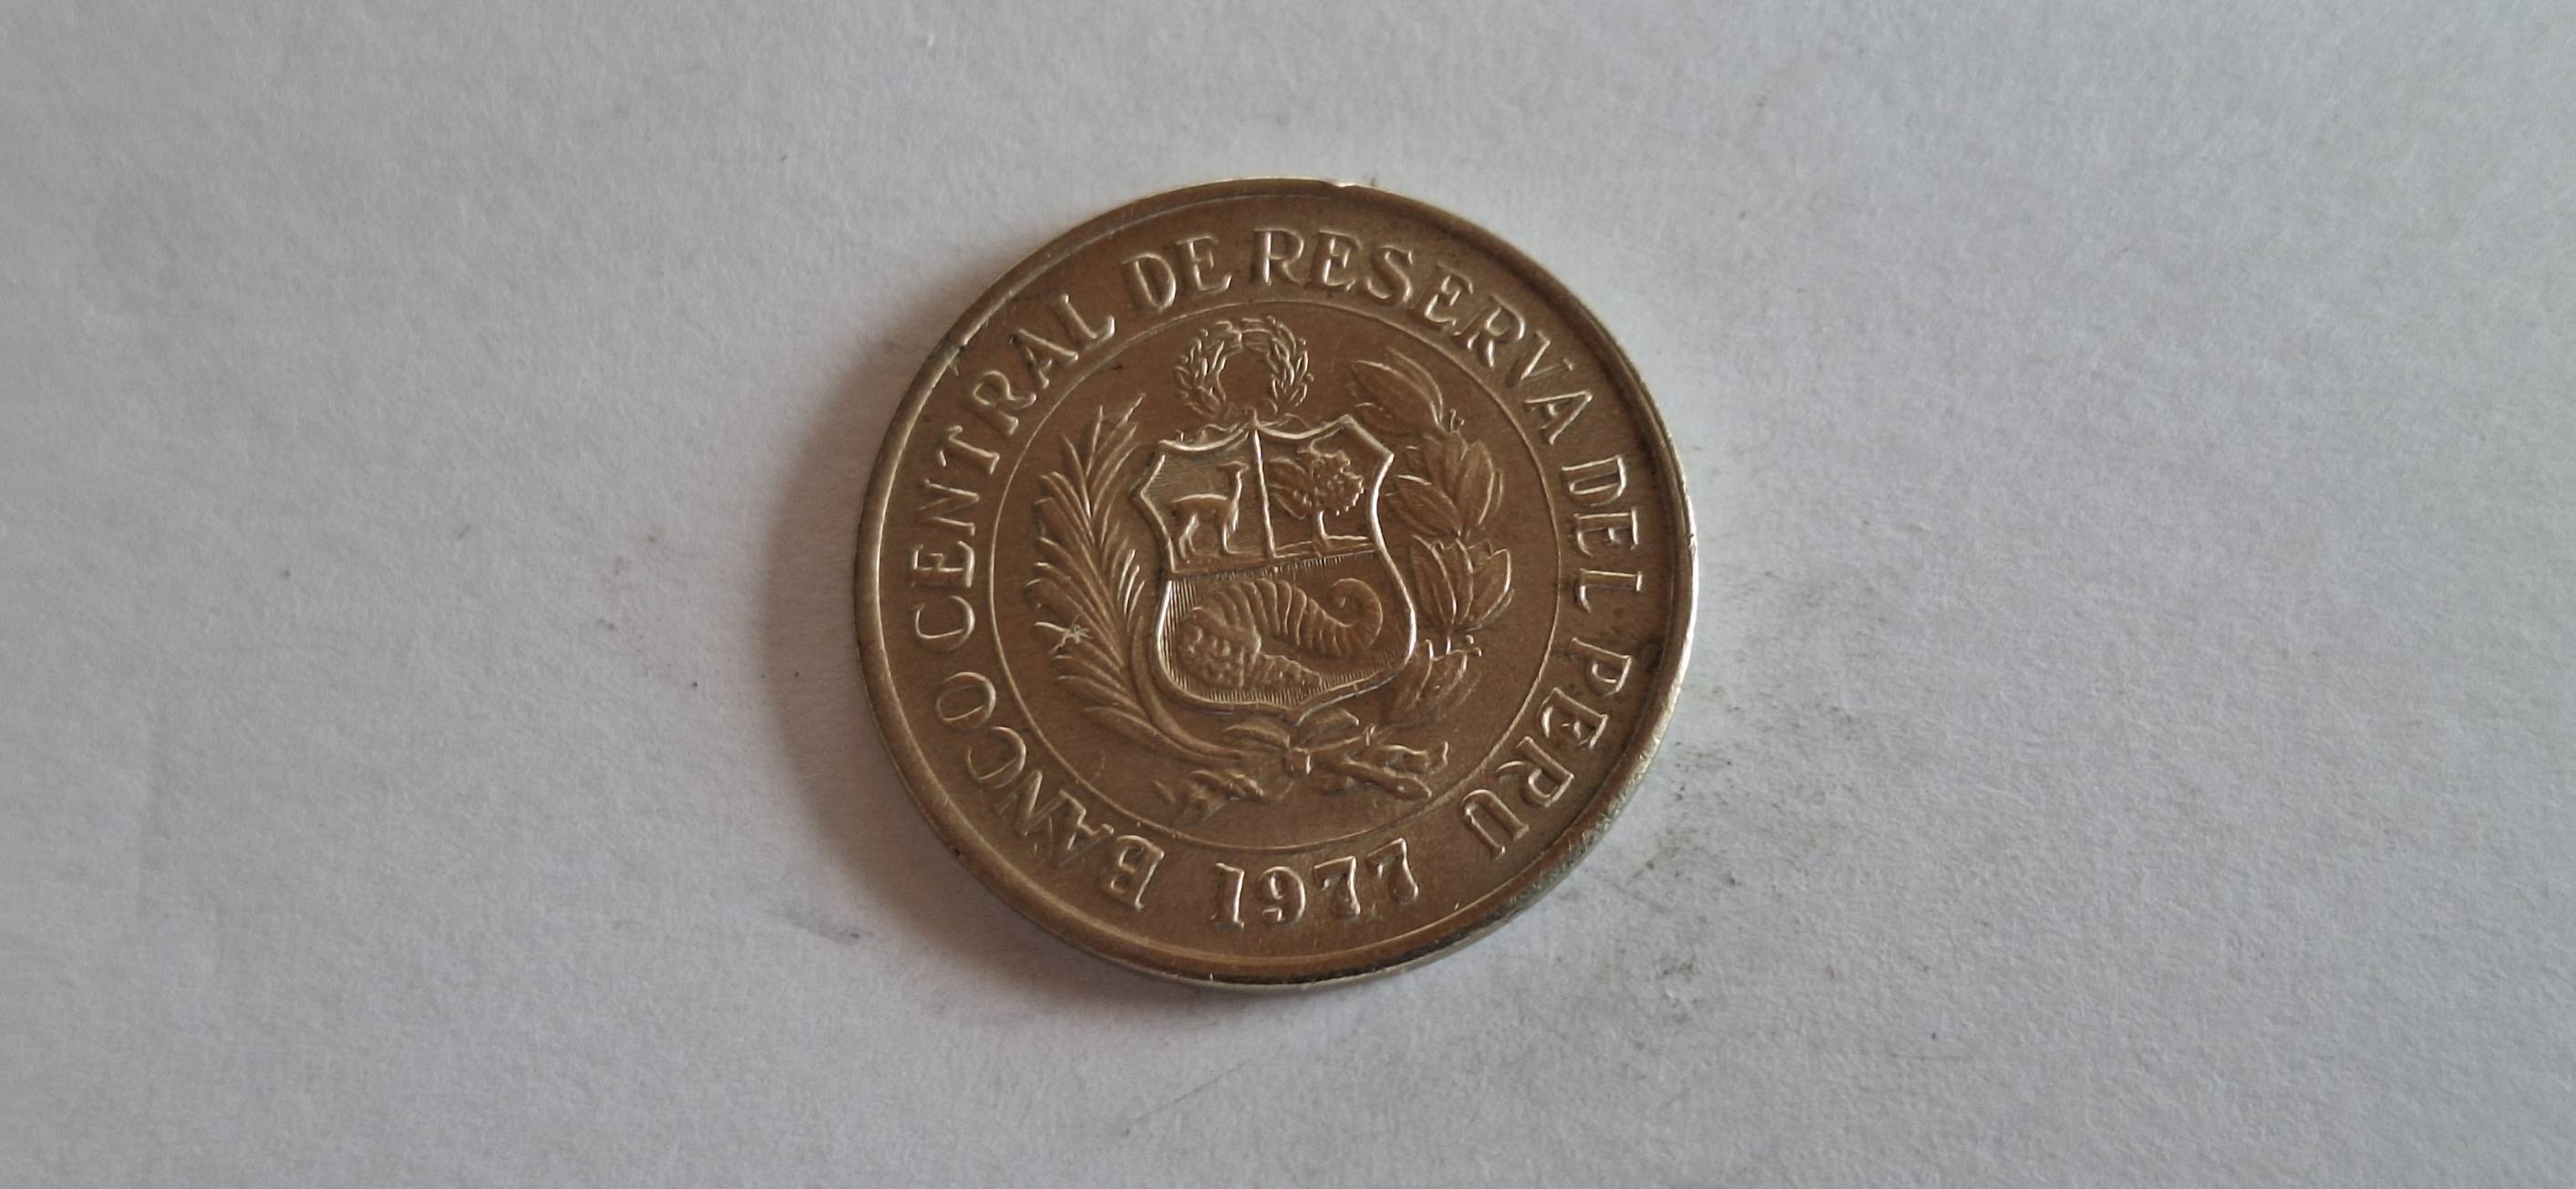 BANCO CENTRAL DE RESERVA DEL PERU
1977